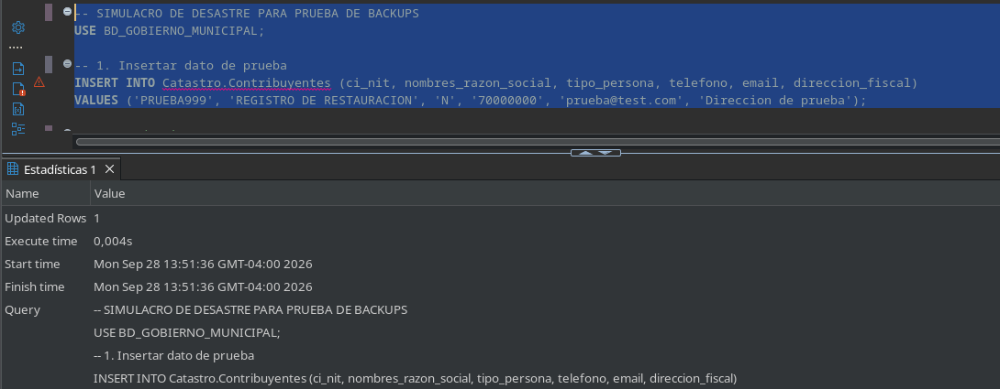 -- SIMULACRO DE DESASTRE PARA PRUEBA DE BACKUPS
USE BD_GOBIERNO_MUNICIPAL;
-- 1. Insertar dato de prueba
INSERT INTO Catastro.Contribuyentes (ci_nit, nombres_razon_social, tipo_persona, telefono, email, direccion_fiscal)
VALUES ('PRUEBA999', 'REGISTRO DE RESTAURACION', 'N', '70000000', 'prueba@test.com', 'Direccion de prueba');
Estadísticas 1
Name Value
Updated Rows 1
Execute time 0,004s
Start time Mon Sep 28 13:51:36 GMT-04:00 2026
Finish time Mon Sep 28 13:51:36 GMT-04:00 2026
Query -- SIMULACRO DE DESASTRE PARA PRUEBA DE BACKUPS
USE BD_GOBIERNO_MUNICIPAL;
-- 1. Insertar dato de prueba
INSERT INTO Catastro.Contribuyentes (ci_nit, nombres_razon_social, tipo_persona, telefono, email, direccion_fiscal)